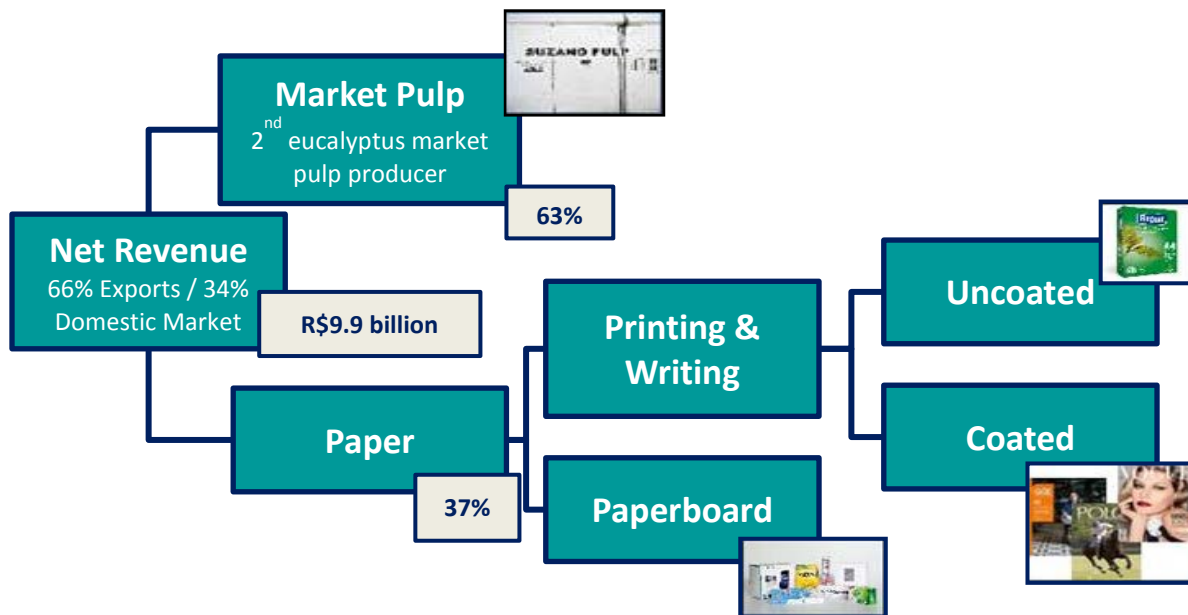 SUZANO PULP
Market Pulp
2nd eucalyptus market
pulp producer
63%
Net Revenue
66% Exports / 34%
Domestic Market
R$9.9 billion
Printing &
Writing
Uncoated
Paper
37%
Paperboard
Coated
POLO